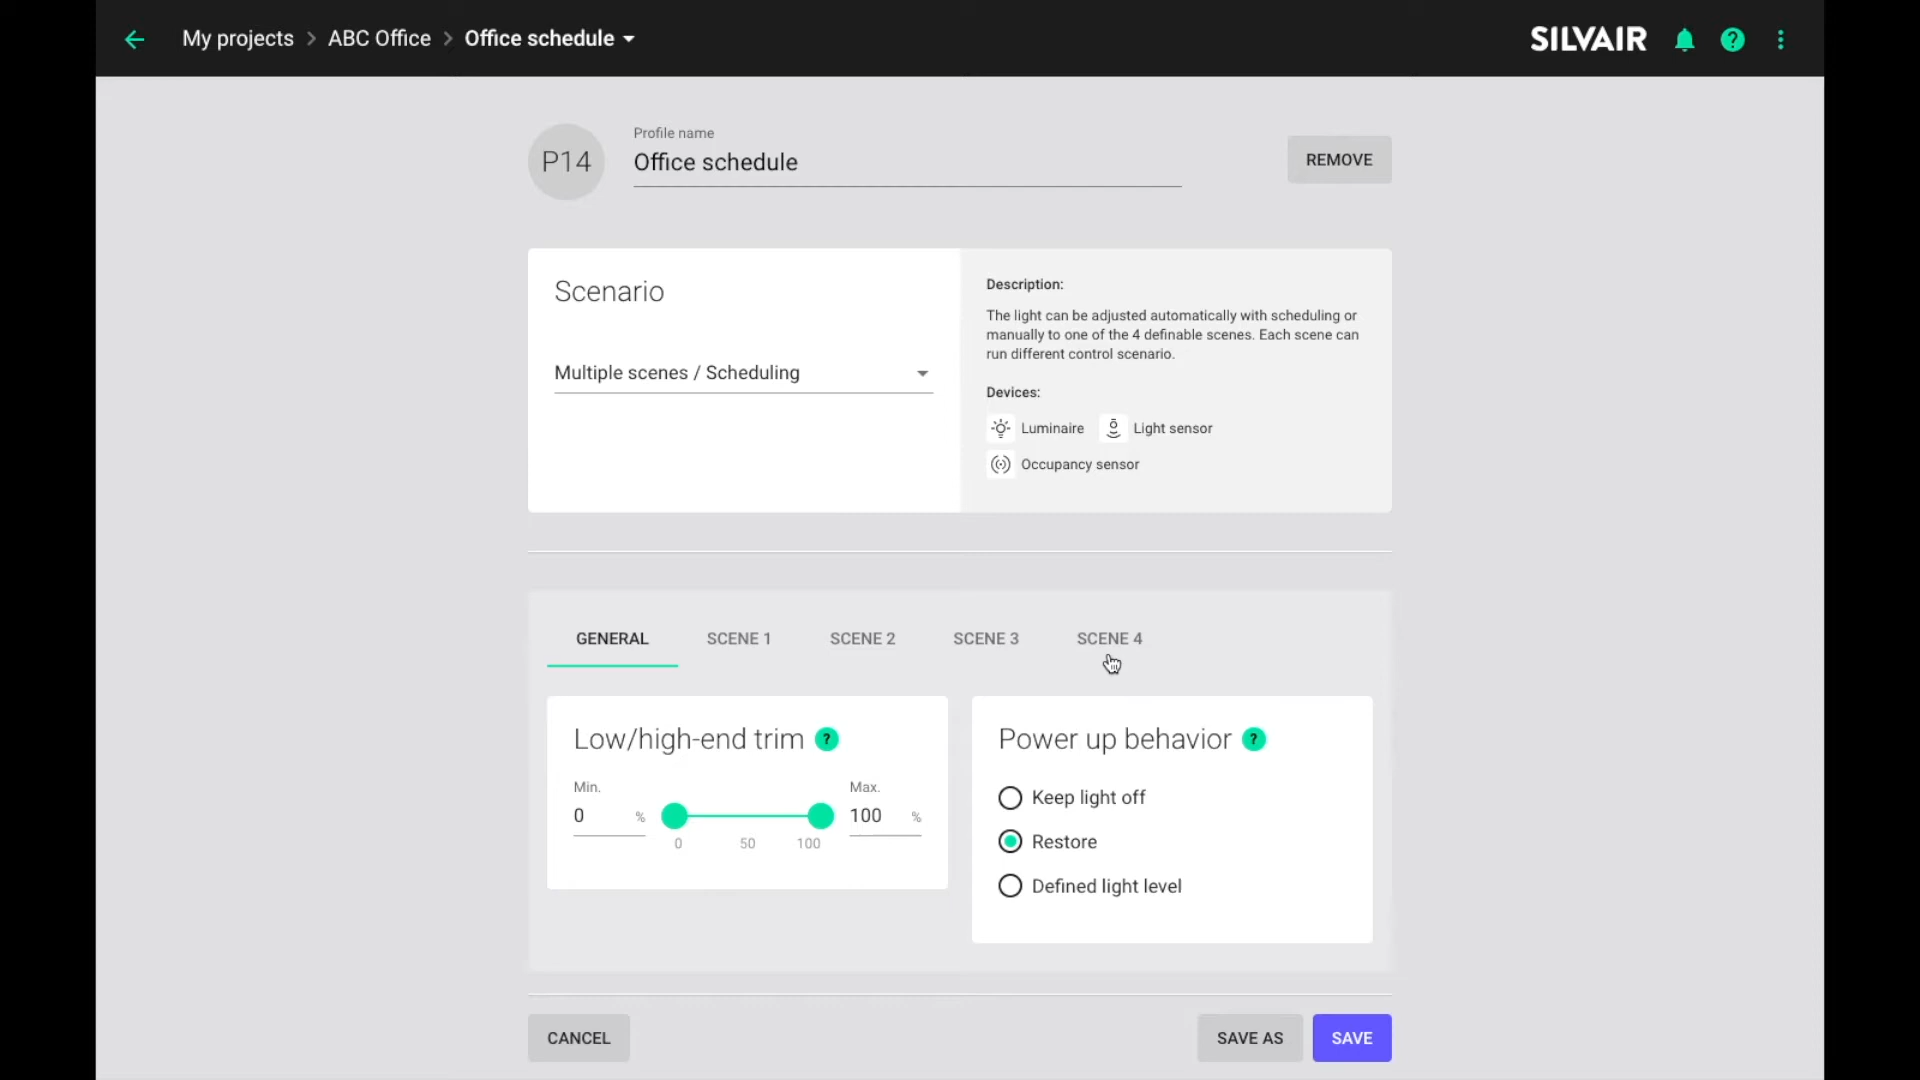 My projects > ABC Office > Office schedule
SILVAIR
?
P14
Profile name
Office schedule
REMOVE
Scenario
Multiple scenes / Scheduling
Description:
The light can be adjusted automatically with scheduling or
manually to one of the 4 definable scenes. Each scene can
run different control scenario.
Devices:
Luminaire
Light sensor
Occupancy sensor
GENERAL
SCENE 1
SCENE 2
SCENE 3
SCENE 4
Low/high-end trim ?
Min.
0 %
0 50 100
Max.
100 %
Power up behavior ?
Keep light off
Restore
Defined light level
CANCEL
SAVE AS
SAVE